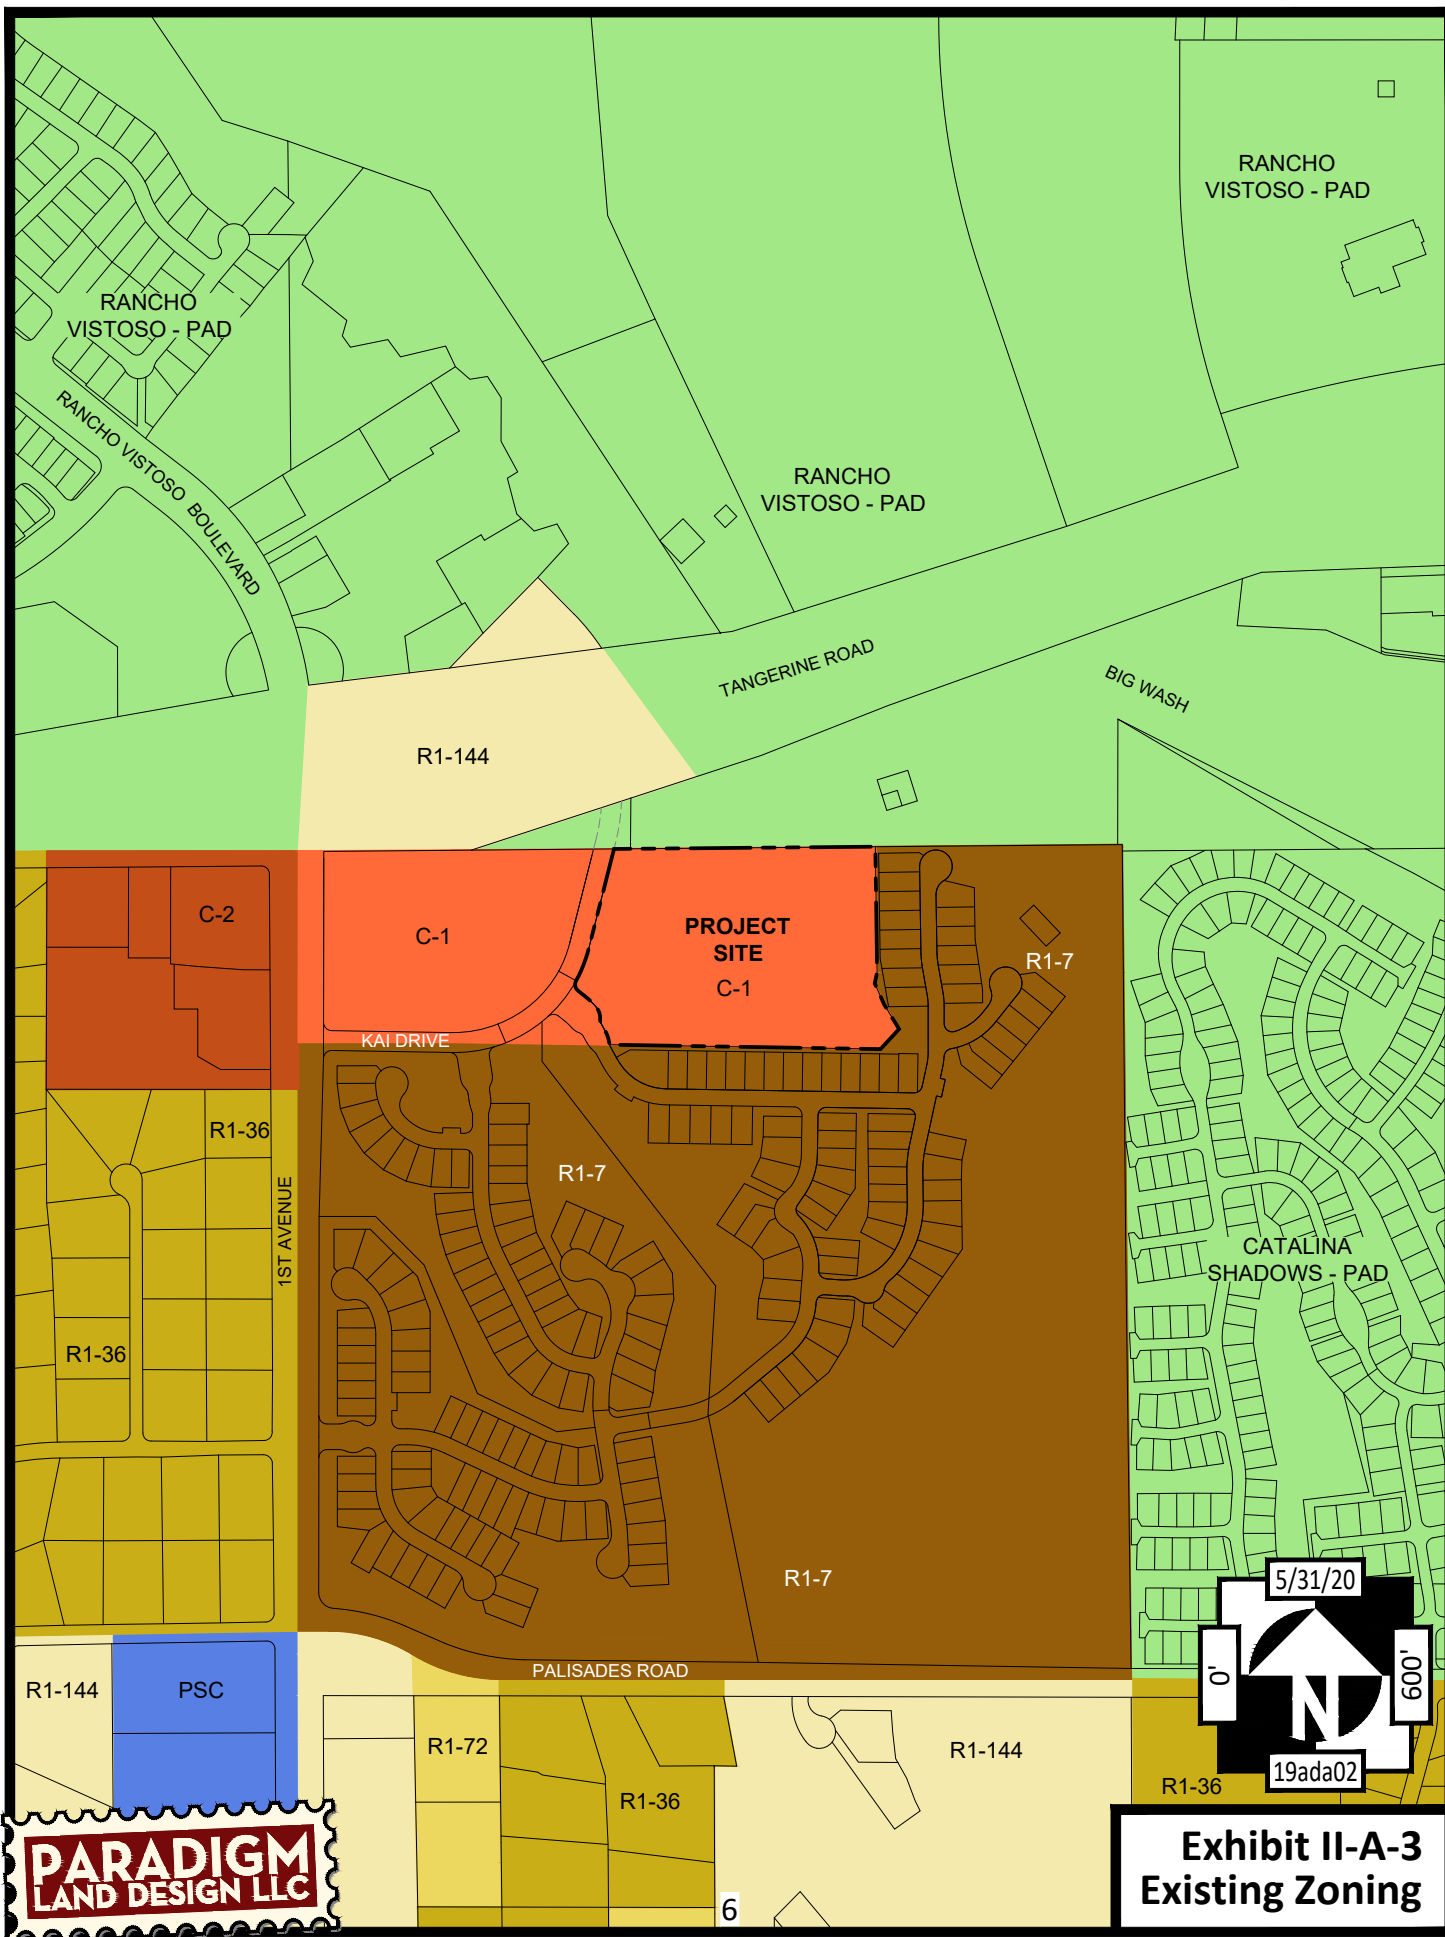 RANCHO
VISTOSO - PAD
RANCHO
VISTOSO - PAD
RANCHO VISTOSO BOULEVARD
RANCHO
VISTOSO - PAD
TANGERINE ROAD
BIG WASH
R1-144
C-2
C-1
PROJECT
SITE
C-1
R1-7
KAI DRIVE
R1-36
R1-7
1ST AVENUE
CATALINA
SHADOWS - PAD
R1-36
R1-7
5/31/20
0'
600'
N
19ada02
PALISADES ROAD
R1-144
PSC
R1-72
R1-144
R1-36
R1-36
PARADIGM
LAND DESIGN LLC
Exhibit II-A-3
Existing Zoning
6